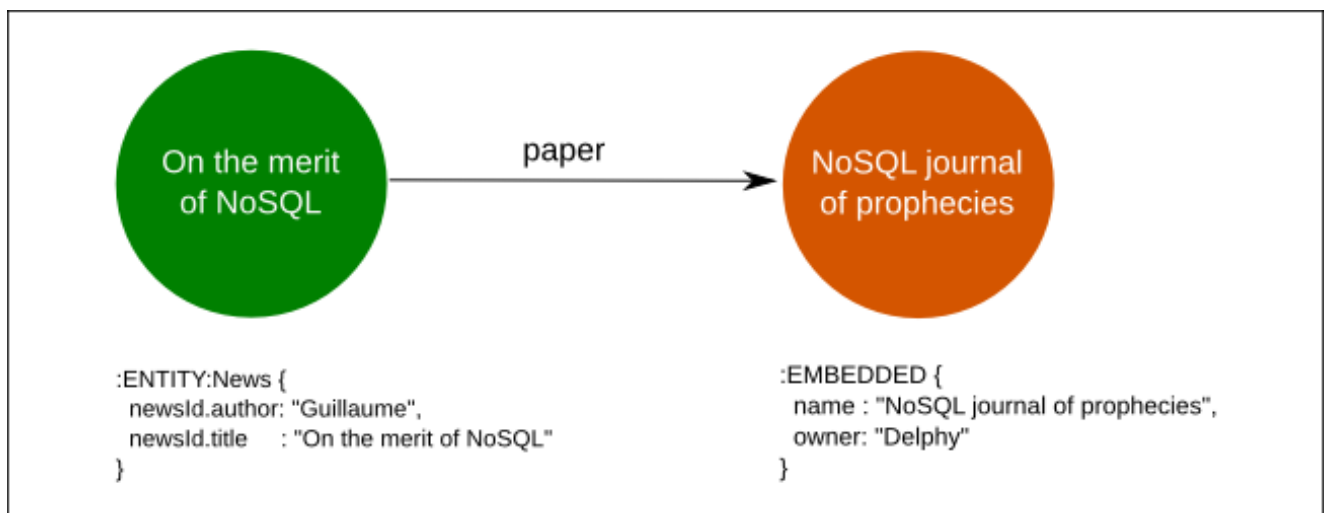 On the merit
of NoSQL
paper
NoSQL journal
of prophecies
:ENTITY:News {
newsId.author: "Guillaume",
newsId.title : "On the merit of NoSQL"
}
:EMBEDDED {
name : "NoSQL journal of prophecies",
owner: "Delphy"
}